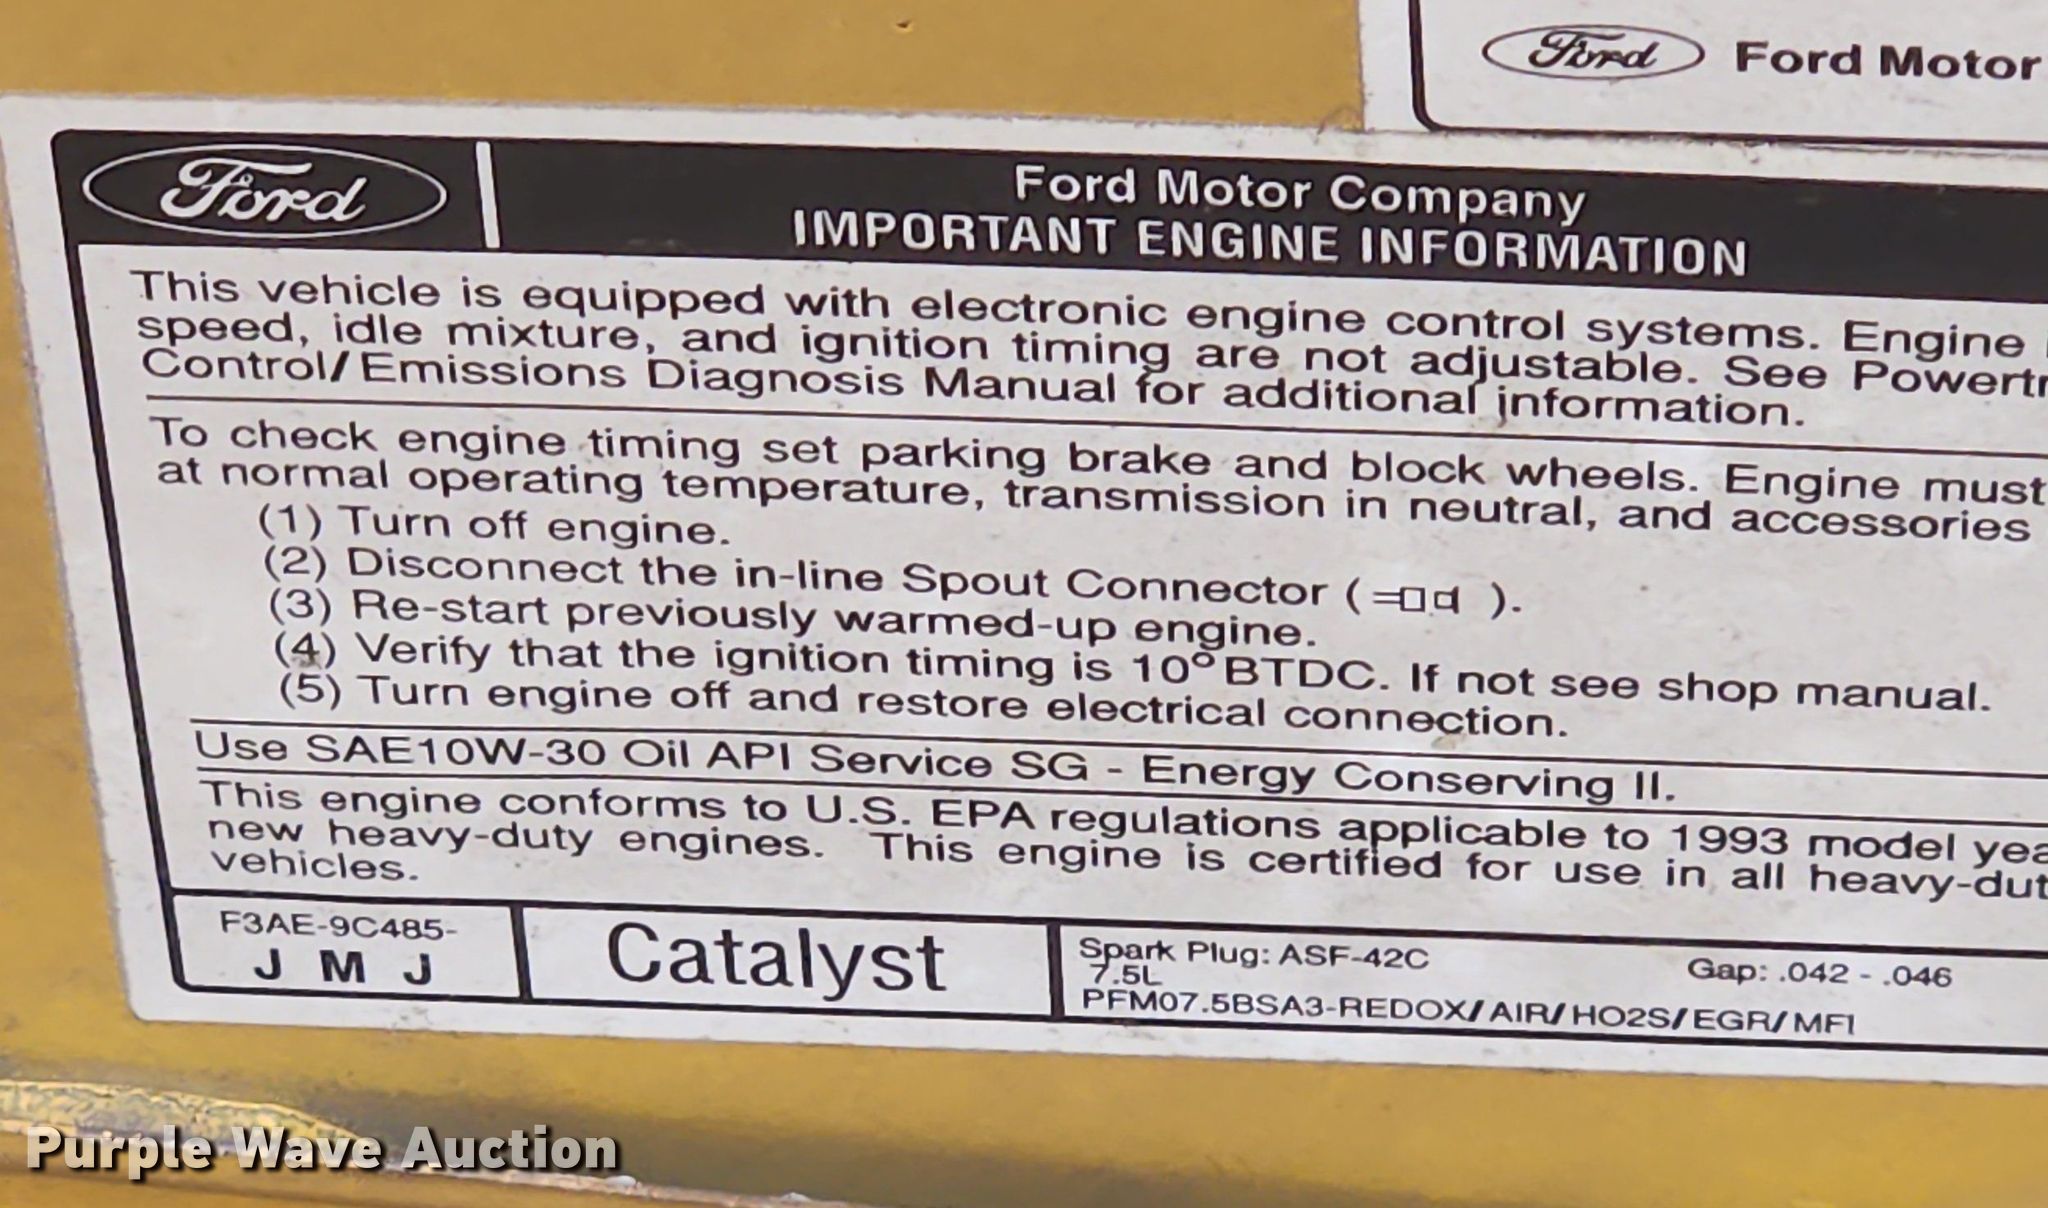 Ford Ford Motor
Ford Ford Motor Company
IMPORTANT ENGINE INFORMATION
This vehicle is equipped with electronic engine control systems. Engine
speed, idle mixture, and ignition timing are not adjustable. See Powertr
Control/Emissions Diagnosis Manual for additional information.
To check engine timing set parking brake and block wheels. Engine must
at normal operating temperature, transmission in neutral, and accessories
(1) Turn off engine.
(2) Disconnect the in-line Spout Connector ( ).
(3) Re-start previously warmed-up engine.
(4) Verify that the ignition timing is 10° BTDC. If not see shop manual.
(5) Turn engine off and restore electrical connection.
Use SAE10W-30 Oil API Service SG - Energy Conserving II.
This engine conforms to U.S. EPA regulations applicable to 1993 model yea
new heavy-duty engines. This engine is certified for use in all heavy-dut
vehicles.
F3AE-9C485-
J M J
Catalyst
Spark Plug: ASF-42C Gap: .042 - .046
7.5L
PFM07.5BSA3-REDOX/AIR/HO2S/EGR/MFI
Purple Wave Auction